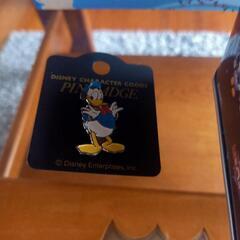 DISNEY CHARACTER GOODS
PIN BADGE
© Disney Enterprises, Inc.